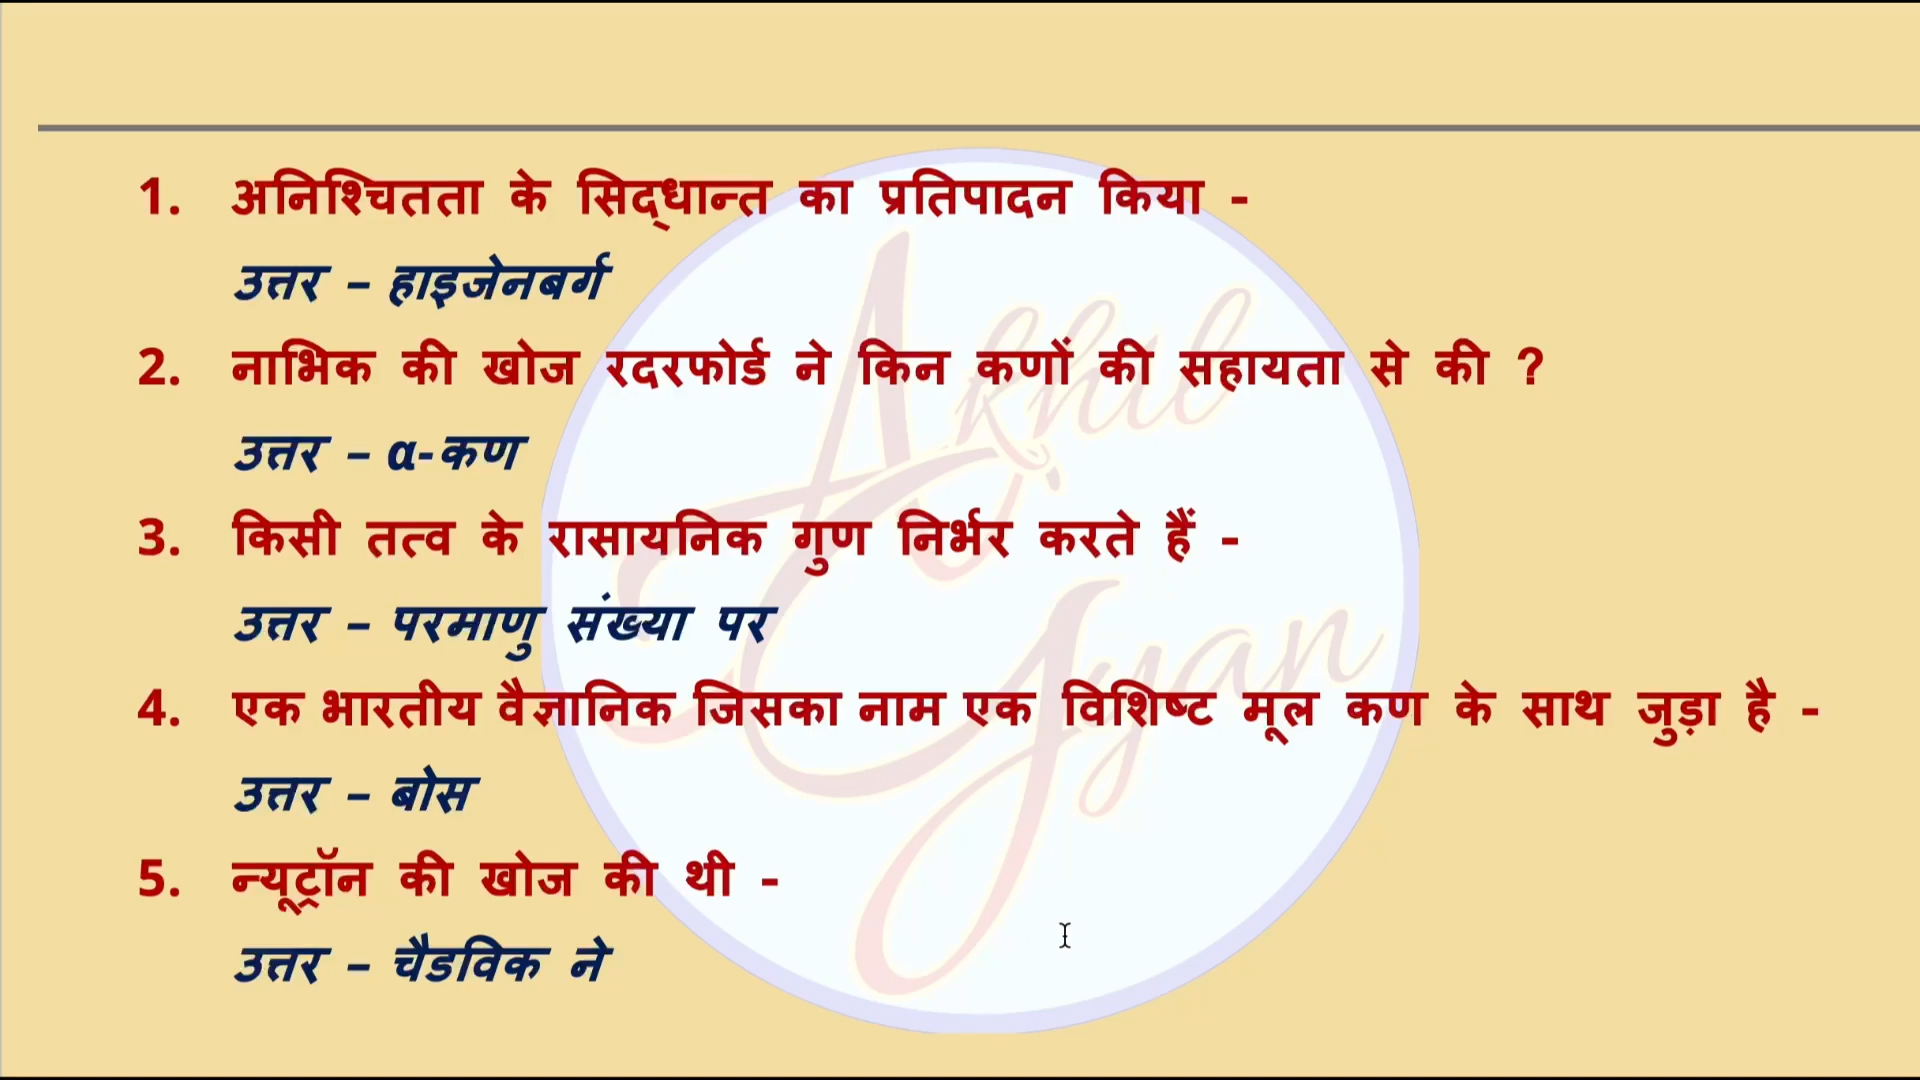 1. अनिश्चितता के सिद्धान्त का प्रतिपादन किया -
उत्तर – हाइजेनबर्ग
2. नाभिक की खोज रदरफोर्ड ने किन कणों की सहायता से की ?
उत्तर – α-कण
3. किसी तत्व के रासायनिक गुण निर्भर करते हैं -
उत्तर – परमाणु संख्या पर
4. एक भारतीय वैज्ञानिक जिसका नाम एक विशिष्ट मूल कण के साथ जुड़ा है -
उत्तर – बोस
5. न्यूट्रॉन की खोज की थी -
उत्तर – चैडविक ने
Akhil
Gyan